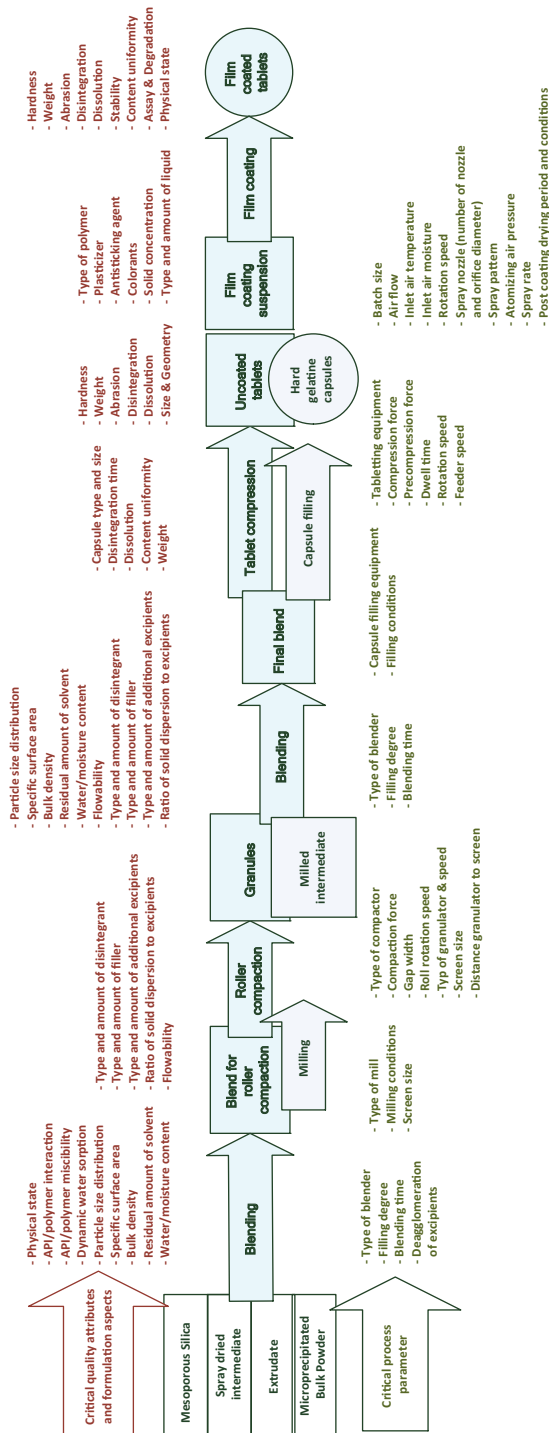 Critical quality attributes
and formulation aspects
- Physical state
- API/polymer interaction
- API/polymer miscibility
- Dynamic water sorption
- Particle size distribution
- Specific surface area
- Bulk density
- Residual amount of solvent
- Water/moisture content
- Type and amount of disintegrant
- Type and amount of filler
- Type and amount of additional excipients
- Ratio of solid dispersion to excipients
- Flowability
- Particle size distribution
- Specific surface area
- Bulk density
- Residual amount of solvent
- Water/moisture content
- Flowability
- Type and amount of disintegrant
- Type and amount of filler
- Type and amount of additional excipients
- Ratio of solid dispersion to excipients
- Capsule type and size
- Disintegration time
- Dissolution
- Content uniformity
- Weight
- Hardness
- Weight
- Abrasion
- Disintegration
- Dissolution
- Size & Geometry
- Type of polymer
- Plasticizer
- Antisticking agent
- Colorants
- Solid concentration
- Type and amount of liquid
- Hardness
- Weight
- Abrasion
- Disintegration
- Dissolution
- Stability
- Content uniformity
- Assay & Degradation
- Physical state
Mesoporous Silica
Spray dried
intermediate
Extrudate
Microprecipitated
Bulk Powder
Blending
Blend for
roller
compaction
Milling
Roller
compaction
Granules
Milled
intermediate
Blending
Final blend
Tablet compression
Capsule filling
Uncoated
tablets
Hard
gelatine
capsules
Film
coating
suspension
Film coating
Film
coated
tablets
Critical process
parameter
- Type of blender
- Filling degree
- Blending time
- Deagglomeration
of excipients
- Type of mill
- Milling conditions
- Screen size
- Type of compactor
- Compaction force
- Gap width
- Roll rotation speed
- Typ of granulator & speed
- Screen size
- Distance granulator to screen
- Type of blender
- Filling degree
- Blending time
- Capsule filling equipment
- Filling conditions
- Tabletting equipment
- Compression force
- Precompression force
- Dwell time
- Rotation speed
- Feeder speed
- Batch size
- Air flow
- Inlet air temperature
- Inlet air moisture
- Rotation speed
- Spray nozzle (number of nozzle
and orifice diameter)
- Spray pattern
- Atomizing air pressure
- Spray rate
- Post coating drying period and conditions